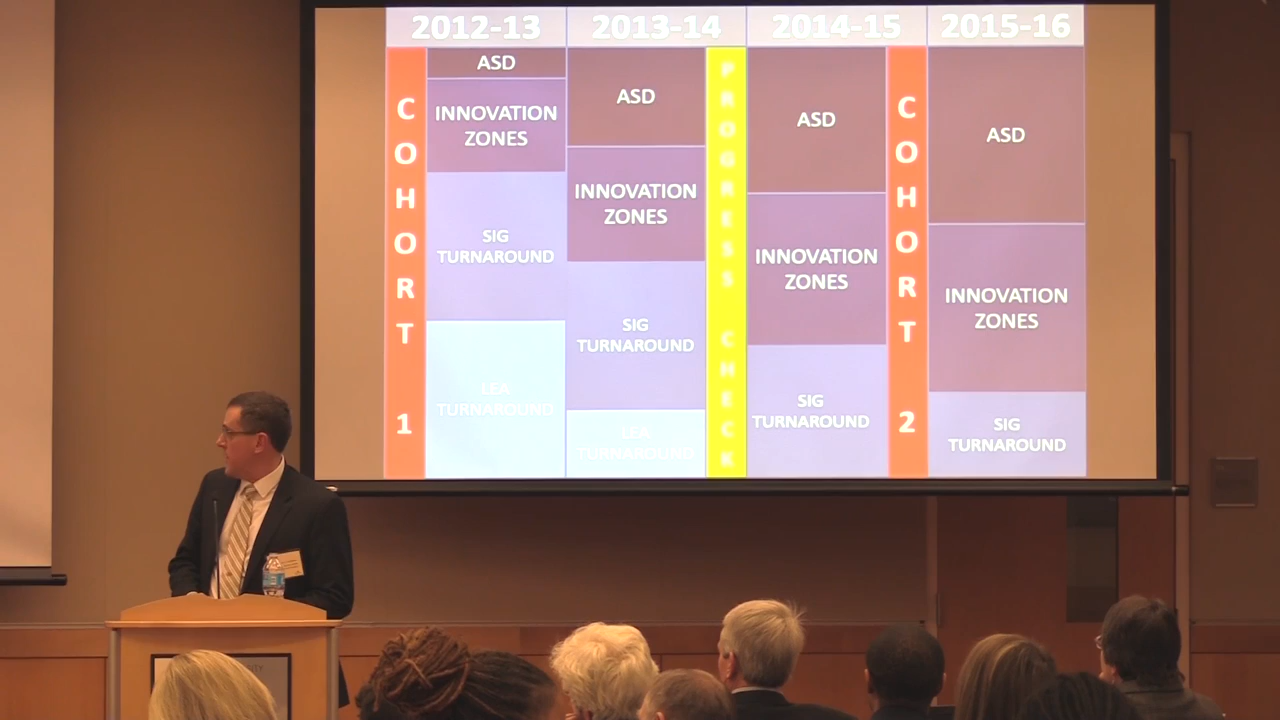 2012-13
2013-14
2014-15
2015-16
COHORT 1
ASD
INNOVATION
ZONES
SIG
TURNAROUND
LEA
TURNAROUND
ASD
INNOVATION
ZONES
SIG
TURNAROUND
LEA
TURNAROUND
PROGRESS CHECK
ASD
INNOVATION
ZONES
SIG
TURNAROUND
COHORT 2
ASD
INNOVATION
ZONES
SIG
TURNAROUND